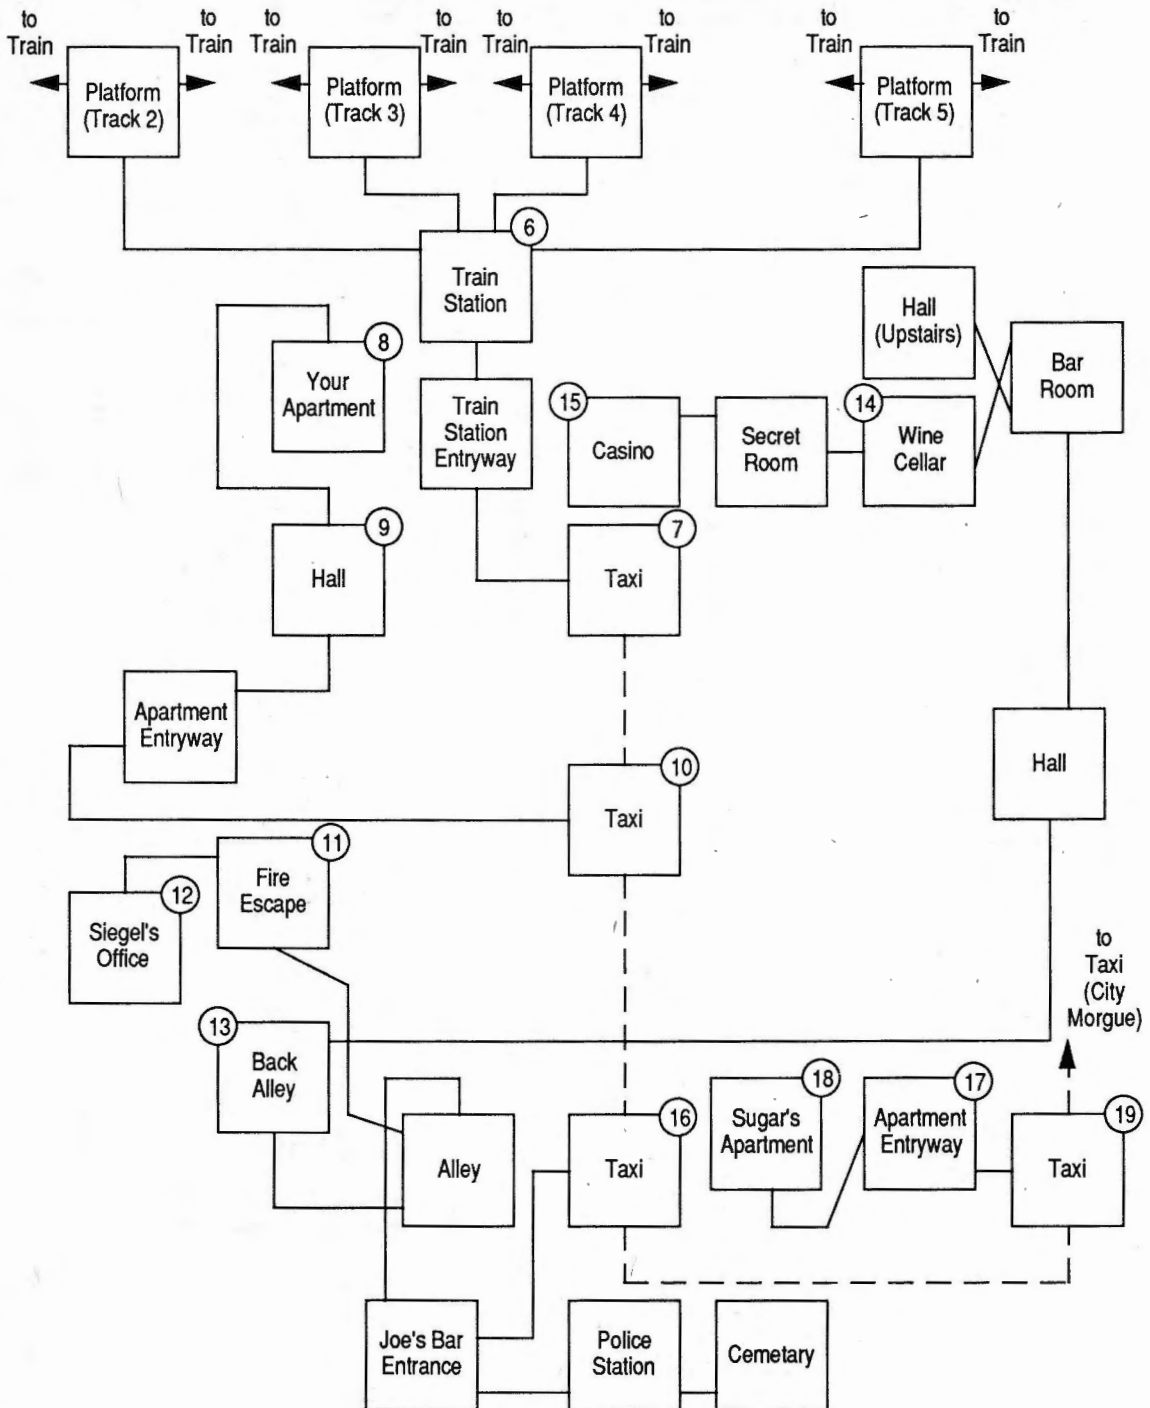 to
Train
to
Train
to
Train
to
Train
to
Train
to
Train
to
Train
to
Train
Platform
(Track 2)
Platform
(Track 3)
Platform
(Track 4)
Platform
(Track 5)
6
Train
Station
Hall
(Upstairs)
Bar
Room
8
Your
Apartment
Train
Station
Entryway
15
Casino
Secret
Room
14
Wine
Cellar
9
Hall
7
Taxi
Apartment
Entryway
10
Taxi
Hall
11
Fire
Escape
12
Siegel's
Office
to
Taxi
(City
Morgue)
13
Back
Alley
Alley
16
Taxi
18
Sugar's
Apartment
17
Apartment
Entryway
19
Taxi
Joe's Bar
Entrance
Police
Station
Cemetary